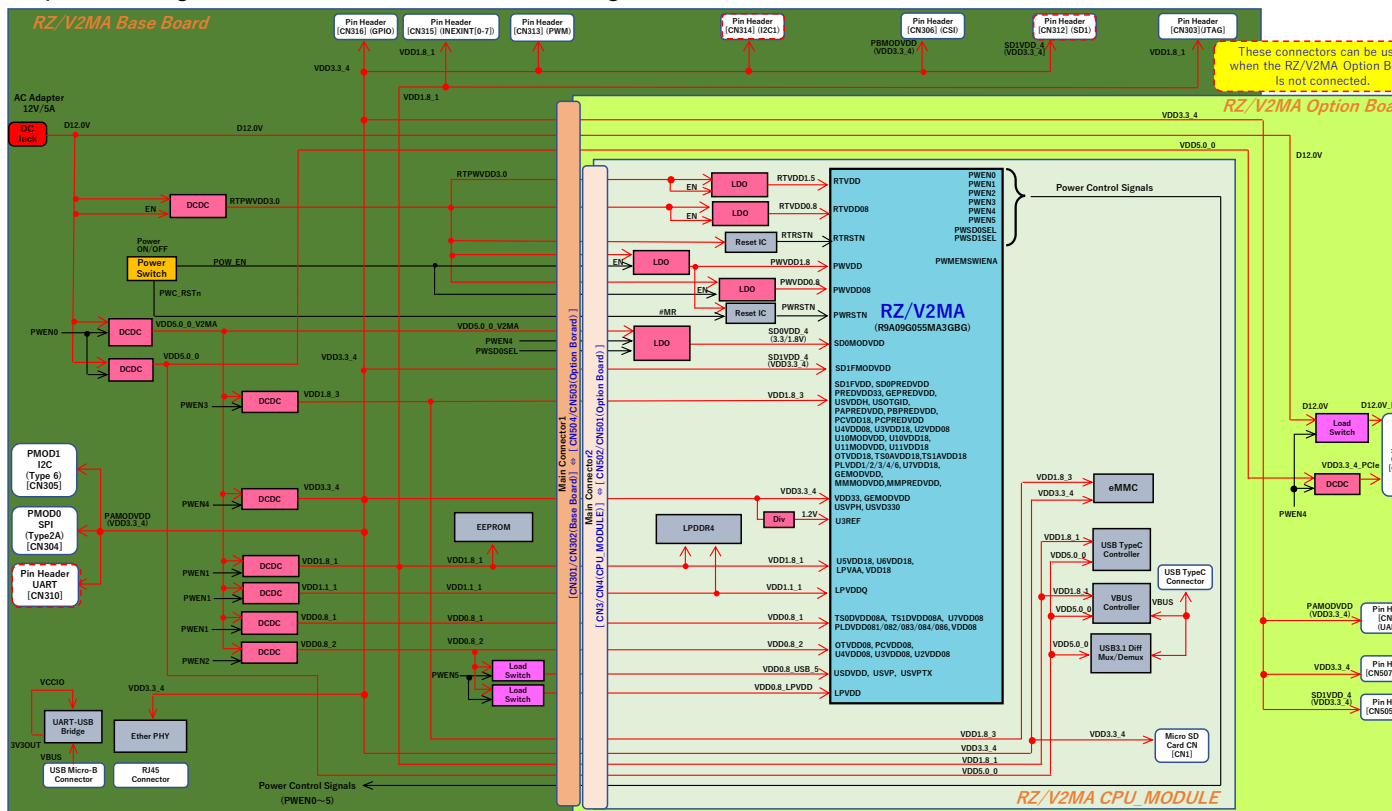 RZ/V2MA Base Board
Pin Header
[CN316] (GPIO)
Pin Header
[CN315] (INEXINT[0-7])
Pin Header
[CN313] (PWM)
Pin Header
[CN314] (I2C1)
Pin Header
[CN306] (CSI)
Pin Header
[CN312] (SD1)
Pin Header
[CN303]JTAG]
VDD1.8_1
VDD3.3_4
VDD1.8_1
PBMODVDD
(VDD3.3_4)
SD1VDD_4
(VDD3.3_4)
VDD1.8_1
These connectors can be us
when the RZ/V2MA Option B
Is not connected.
RZ/V2MA Option Boa
AC Adapter
12V/5A
DC
Jack
D12.0V
D12.0V
VDD3.3_4
VDD5.0_0
D12.0V
DCDC
EN
RTPWVDD3.0
RTPWVDD3.0
EN
LDO
RTVDD1.5
RTVDD
EN
LDO
RTVDD0.8
RTVDD08
Reset IC
RTRSTN
RTRSTN
LDO
PWVDD1.8
PWVDD
EN
LDO
PWVDD0.8
PWVDD08
#MR
Reset IC
PWRSTN
PWRSTN
PWEN0
PWEN1
PWEN2
PWEN3
PWEN4
PWEN5
PWSD0SEL
PWSD1SEL
PWMEMSWIENA
Power Control Signals
Power
ON/OFF
Power
Switch
POW_EN
PWC_RSTn
RZ/V2MA
(R9A09G055MA3GBG)
PWEN0
DCDC
VDD5.0_0_V2MA
VDD5.0_0_V2MA
PWEN4
PWSD0SEL
LDO
SD0VDD_4
(3.3/1.8V)
SD0MODVDD
DCDC
VDD5.0_0
VDD3.3_4
SD1VDD_4
(VDD3.3_4)
SD1FMODVDD
PWEN3
DCDC
VDD1.8_3
VDD1.8_3
SD1FVDD, SD0PREDVDD
PREDVDD33, GEPREDVDD,
USVDDH, USOTGID,
PAPREDVDD, PBPREDVDD,
PCVDD18, PCPREDVDD
U4VDD08, U3VDD18, U2VDD08
U10MODVDD, U10VDD18,
U11MODVDD, U11VDD18
OTVDD18, TS0AVDD18,TS1AVDD18
PLVDD1/2/3/4/6, U7VDD18,
GEMODVDD,
MMMODVDD,MMPREDVDD,
Main Connector1
[CN301/CN302(Base Board)] ⇔ [CN504/CN503(Option Borard)]
Main Connector2
[CN3/CN4(CPU_MODULE)] ⇔ [CN502/CN501(Option Board)]
D12.0V
Load
Switch
VDD3.3_4_PCIe
DCDC
PWEN4
PMOD1
I2C
(Type 6)
[CN305]
PMOD0
SPI
(Type2A)
[CN304]
Pin Header
UART
[CN310]
PAMODVDD
(VDD3.3_4)
PWEN4
DCDC
VDD3.3_4
VDD3.3_4
VDD33, GEMODVDD
USVPH, USVD330
Div
1.2V
U3REF
EEPROM
LPDDR4
VDD1.8_3
VDD3.3_4
eMMC
PWEN1
DCDC
VDD1.8_1
VDD1.8_1
VDD1.8_1
U5VDD18, U6VDD18,
LPVAA, VDD18
PWEN1
DCDC
VDD1.1_1
VDD1.1_1
VDD1.1_1
LPVDDQ
PWEN1
DCDC
VDD0.8_1
VDD0.8_1
VDD0.8_1
TS0DVDD08A, TS1DVDD08A, U7VDD08
PLDVDD081/082/083/084/086, VDD08
PWEN2
DCDC
VDD0.8_2
VDD0.8_2
VDD0.8_2
OTVDD08, PCVDD08,
U4VDD08, U3VDD08, U2VDD08
PWEN5
Load
Switch
VDD0.8_USB_5
USDVDD, USVP, USVPTX
Load
Switch
VDD0.8_LPVDD
LPVDD
VDD1.8_1
VDD5.0_0
USB TypeC
Controller
USB TypeC
Connector
VDD1.8_1
VDD5.0_0
VBUS
Controller
VBUS
VDD5.0_0
USB3.1 Diff
Mux/Demux
PAMODVDD
(VDD3.3_4)
VDD3.3_4
[CN507
SD1VDD_4
(VDD3.3_4)
[CN505
VCCIO
UART-USB
Bridge
3V3OUT
VBUS
USB Micro-B
Connector
VDD3.3_4
Ether PHY
RJ45
Connector
VDD1.8_3
VDD3.3_4
VDD1.8_1
VDD5.0_0
VDD3.3_4
Micro SD
Card CN
[CN1]
Power Control Signals
(PWEN0～5)
RZ/V2MA CPU_MODULE